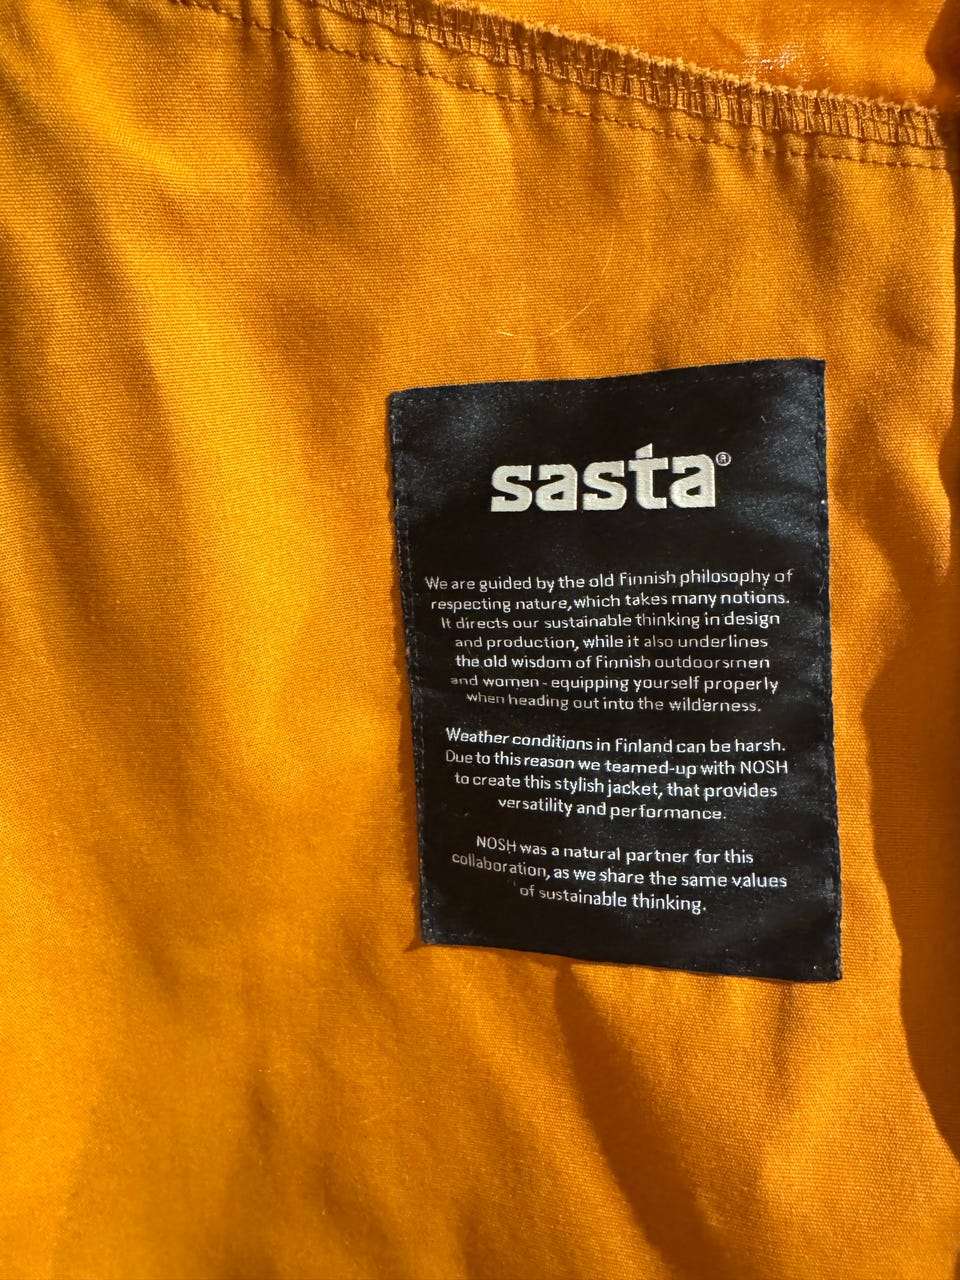 sasta®
We are guided by the old Finnish philosophy of
respecting nature, which takes many notions.
It directs our sustainable thinking in design
and production, while it also underlines
the old wisdom of Finnish outdoorsmen
and women - equipping yourself properly
when heading out into the wilderness.
Weather conditions in Finland can be harsh.
Due to this reason we teamed-up with NOSH
to create this stylish jacket, that provides
versatility and performance.
NOSH was a natural partner for this
collaboration, as we share the same values
of sustainable thinking.